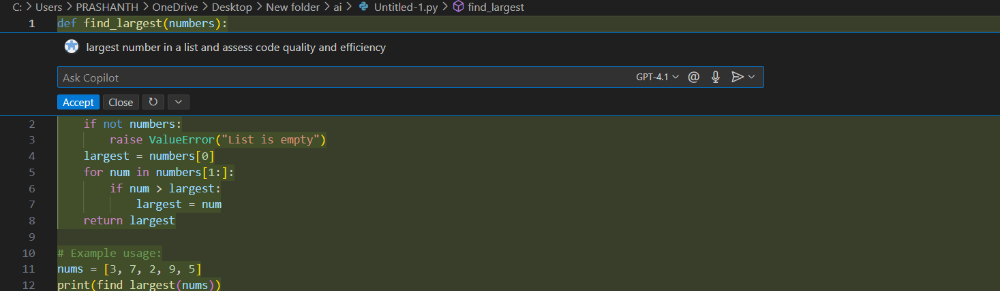 C: > Users > PRASHANTH > OneDrive > Desktop > New folder > ai > Untitled-1.py > find_largest
1 def find_largest(numbers):
largest number in a list and assess code quality and efficiency
Ask Copilot GPT-4.1
Accept Close
2     if not numbers:
3         raise ValueError("List is empty")
4     largest = numbers[0]
5     for num in numbers[1:]:
6         if num > largest:
7             largest = num
8     return largest
9
10 # Example usage:
11 nums = [3, 7, 2, 9, 5]
12 print(find_largest(nums))